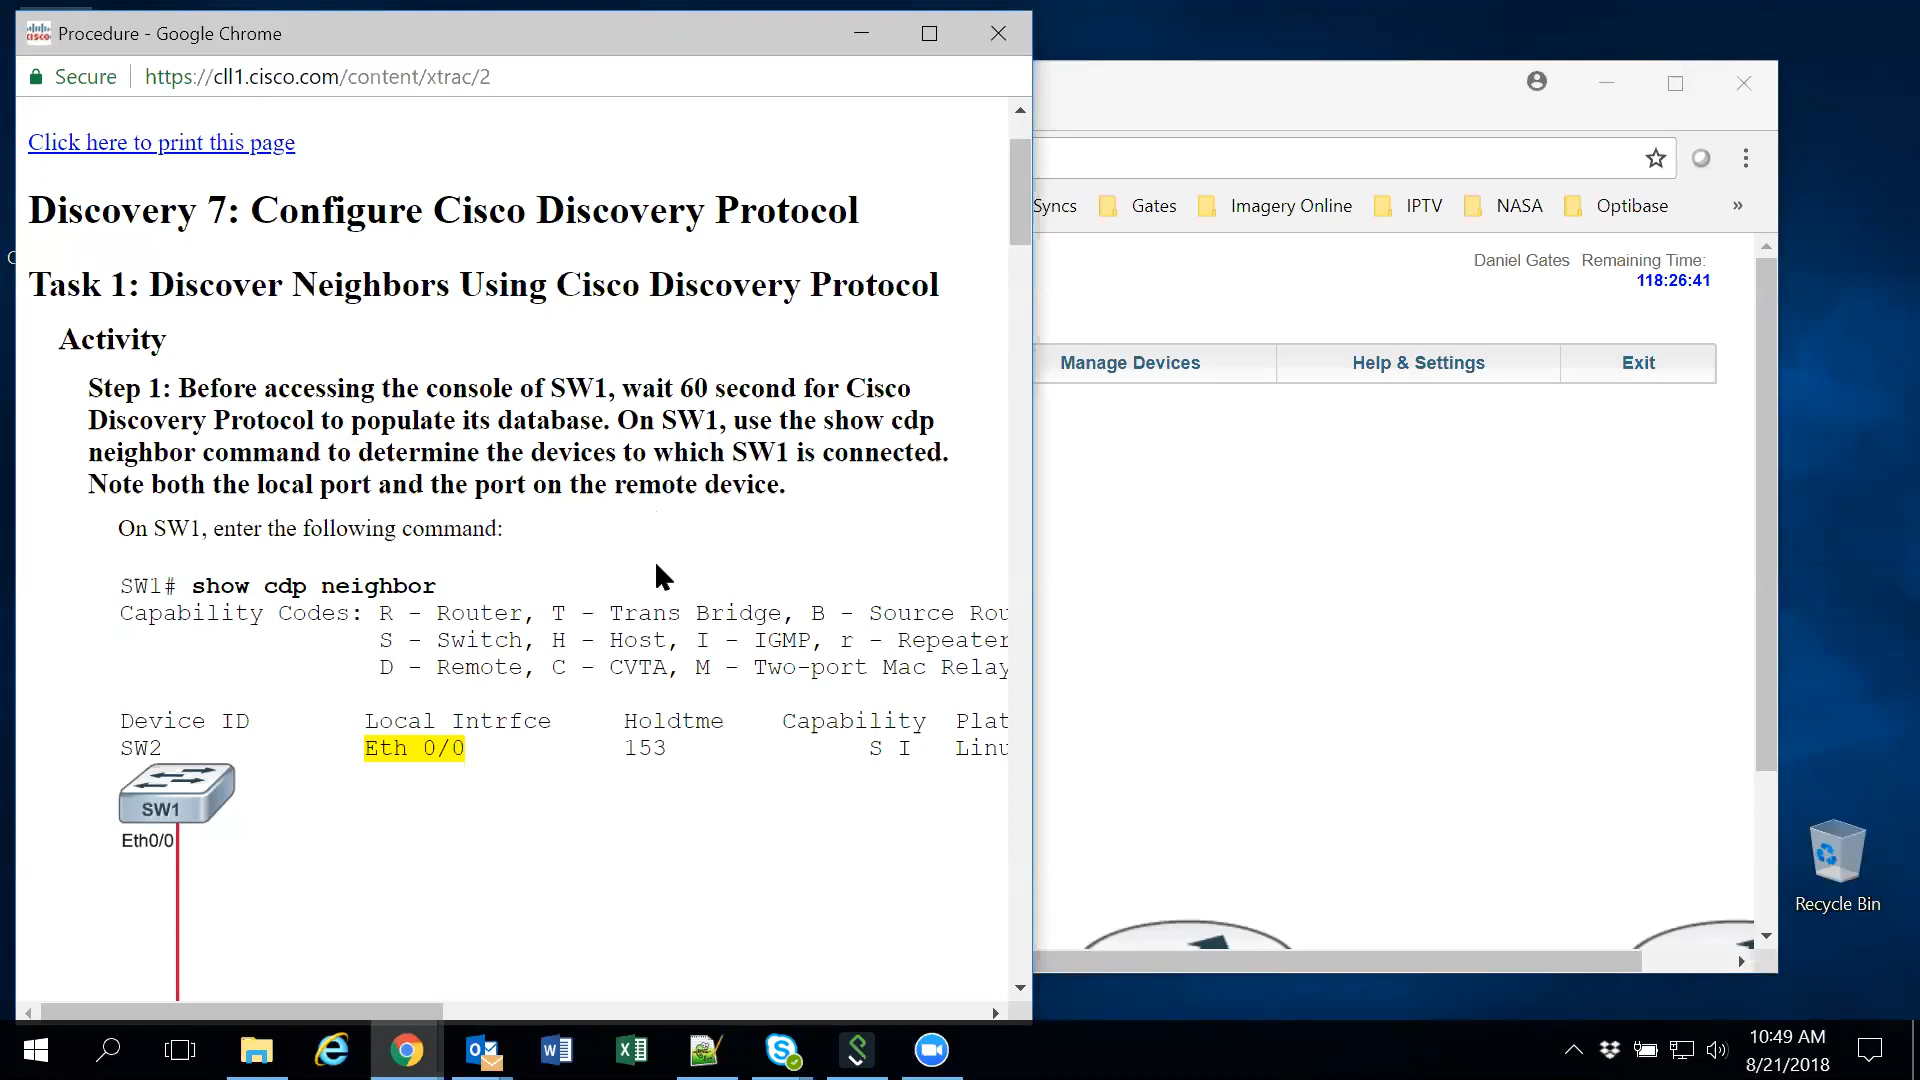 Procedure - Google Chrome
Secure https://cll1.cisco.com/content/xtrac/2
Click here to print this page
Discovery 7: Configure Cisco Discovery Protocol
Task 1: Discover Neighbors Using Cisco Discovery Protocol
Activity
Step 1: Before accessing the console of SW1, wait 60 second for Cisco
Discovery Protocol to populate its database. On SW1, use the show cdp
neighbor command to determine the devices to which SW1 is connected.
Note both the local port and the port on the remote device.
On SW1, enter the following command:
SW1# show cdp neighbor
Capability Codes: R - Router, T - Trans Bridge, B - Source Rou
S - Switch, H - Host, I - IGMP, r - Repeater
D - Remote, C - CVTA, M - Two-port Mac Relay
Device ID Local Intrfce Holdtme Capability Plat
SW2 Eth 0/0 153 S I Linu
SW1
Eth0/0
Syncs Gates Imagery Online IPTV NASA Optibase »
Daniel Gates Remaining Time:
118:26:41
Manage Devices Help & Settings Exit
Recycle Bin
10:49 AM
8/21/2018